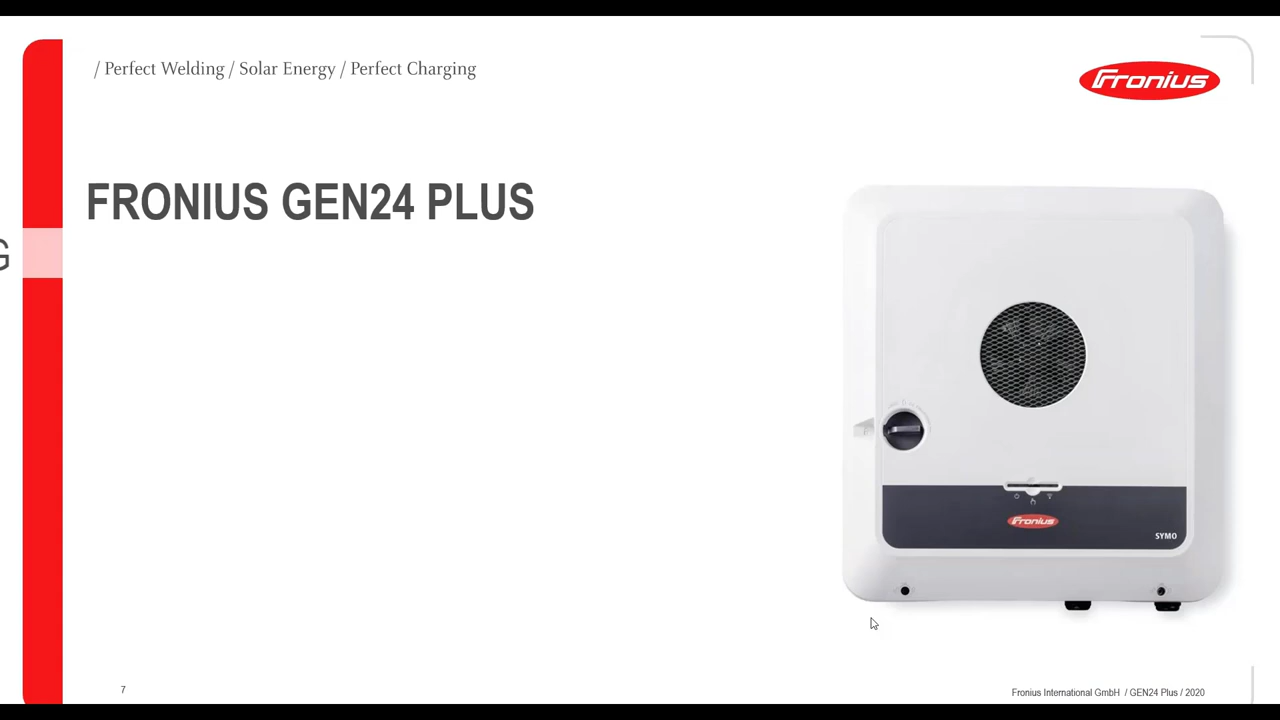 / Perfect Welding / Solar Energy / Perfect Charging
Fronius
FRONIUS GEN24 PLUS
G
Fronius
SYMO
7
Fronius International GmbH / GEN24 Plus / 2020